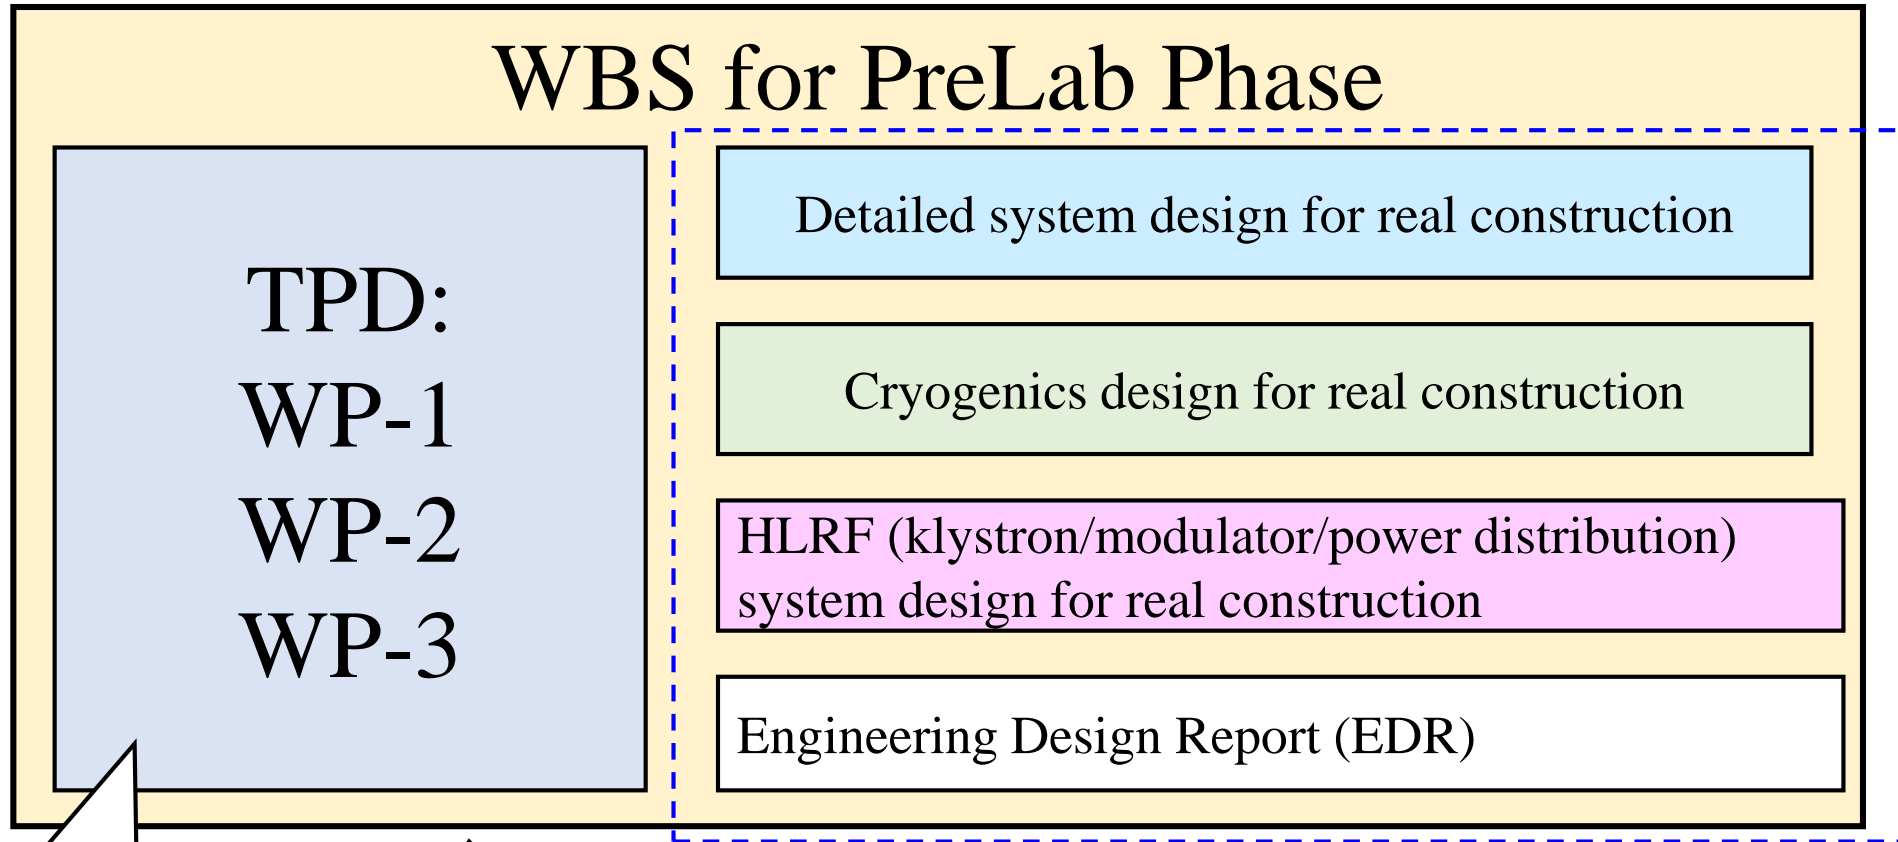 WBS for PreLab Phase
TPD:
WP-1
WP-2
WP-3
Detailed system design for real construction
Cryogenics design for real construction
HLRF (klystron/modulator/power distribution)
system design for real construction
Engineering Design Report (EDR)